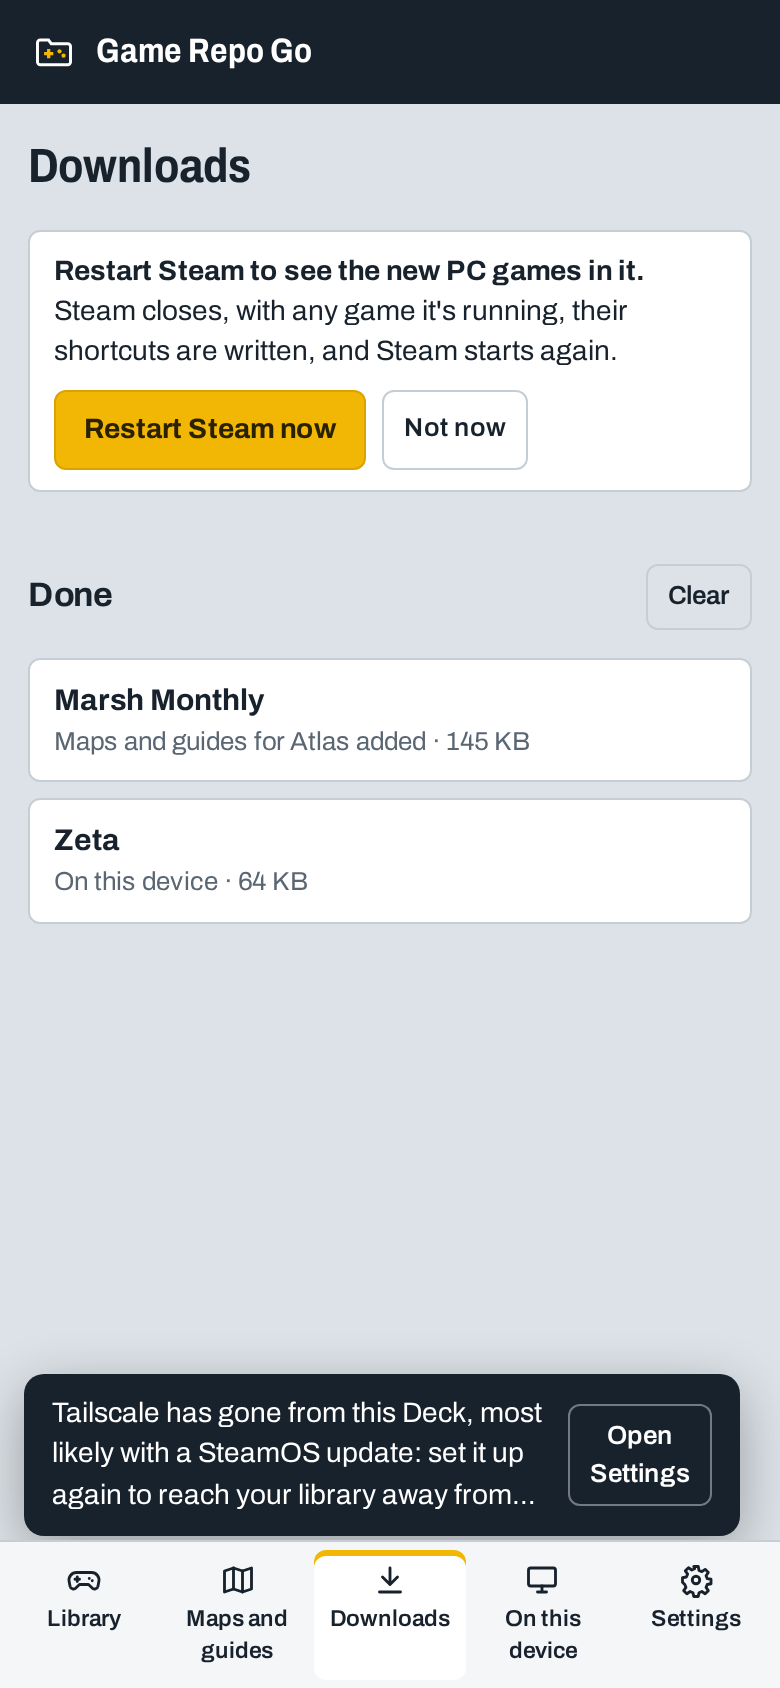 Game Repo Go
Downloads
Restart Steam to see the new PC games in it.
Steam closes, with any game it's running, their
shortcuts are written, and Steam starts again.
Restart Steam now
Not now
Done
Clear
Marsh Monthly
Maps and guides for Atlas added · 145 KB
Zeta
On this device · 64 KB
Tailscale has gone from this Deck, most
likely with a SteamOS update: set it up
again to reach your library away from...
Open
Settings
Library
Maps and
guides
Downloads
On this
device
Settings